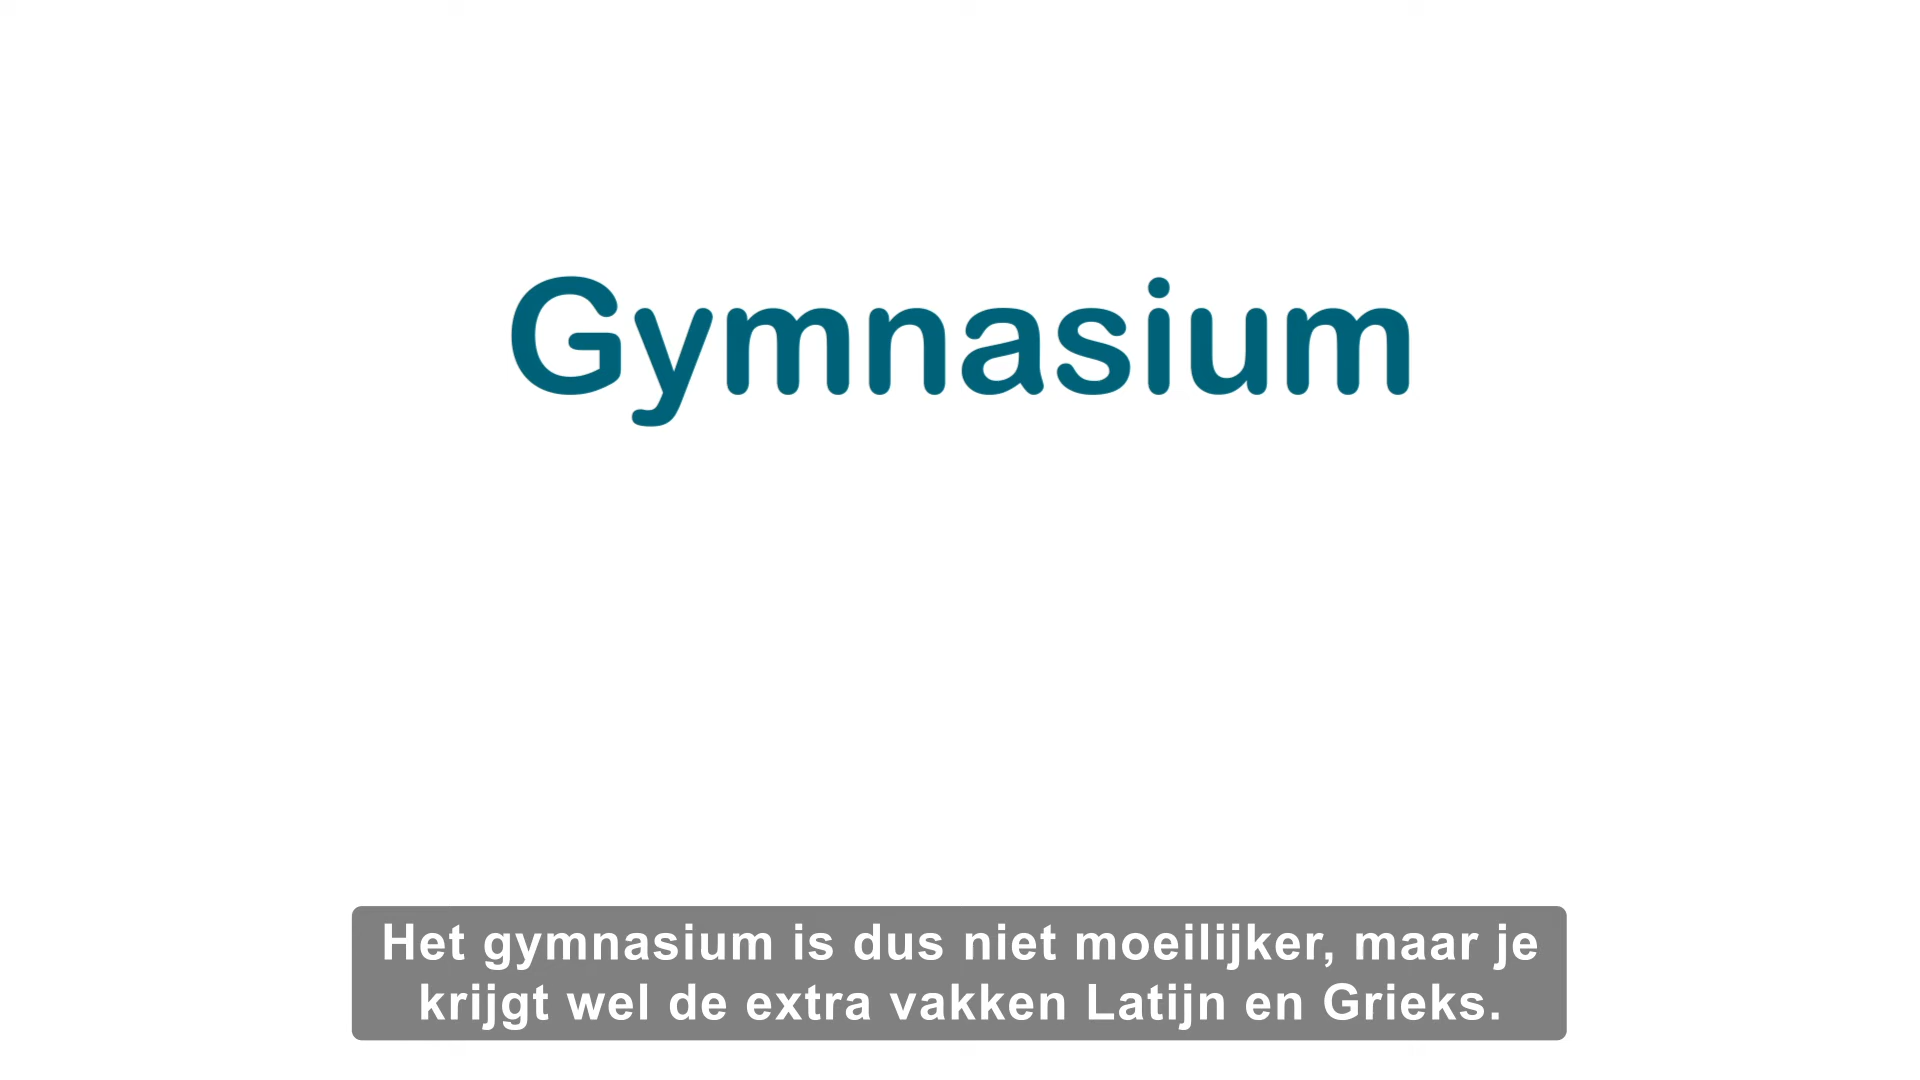 Gymnasium
Het gymnasium is dus niet moeilijker, maar je
krijgt wel de extra vakken Latijn en Grieks.